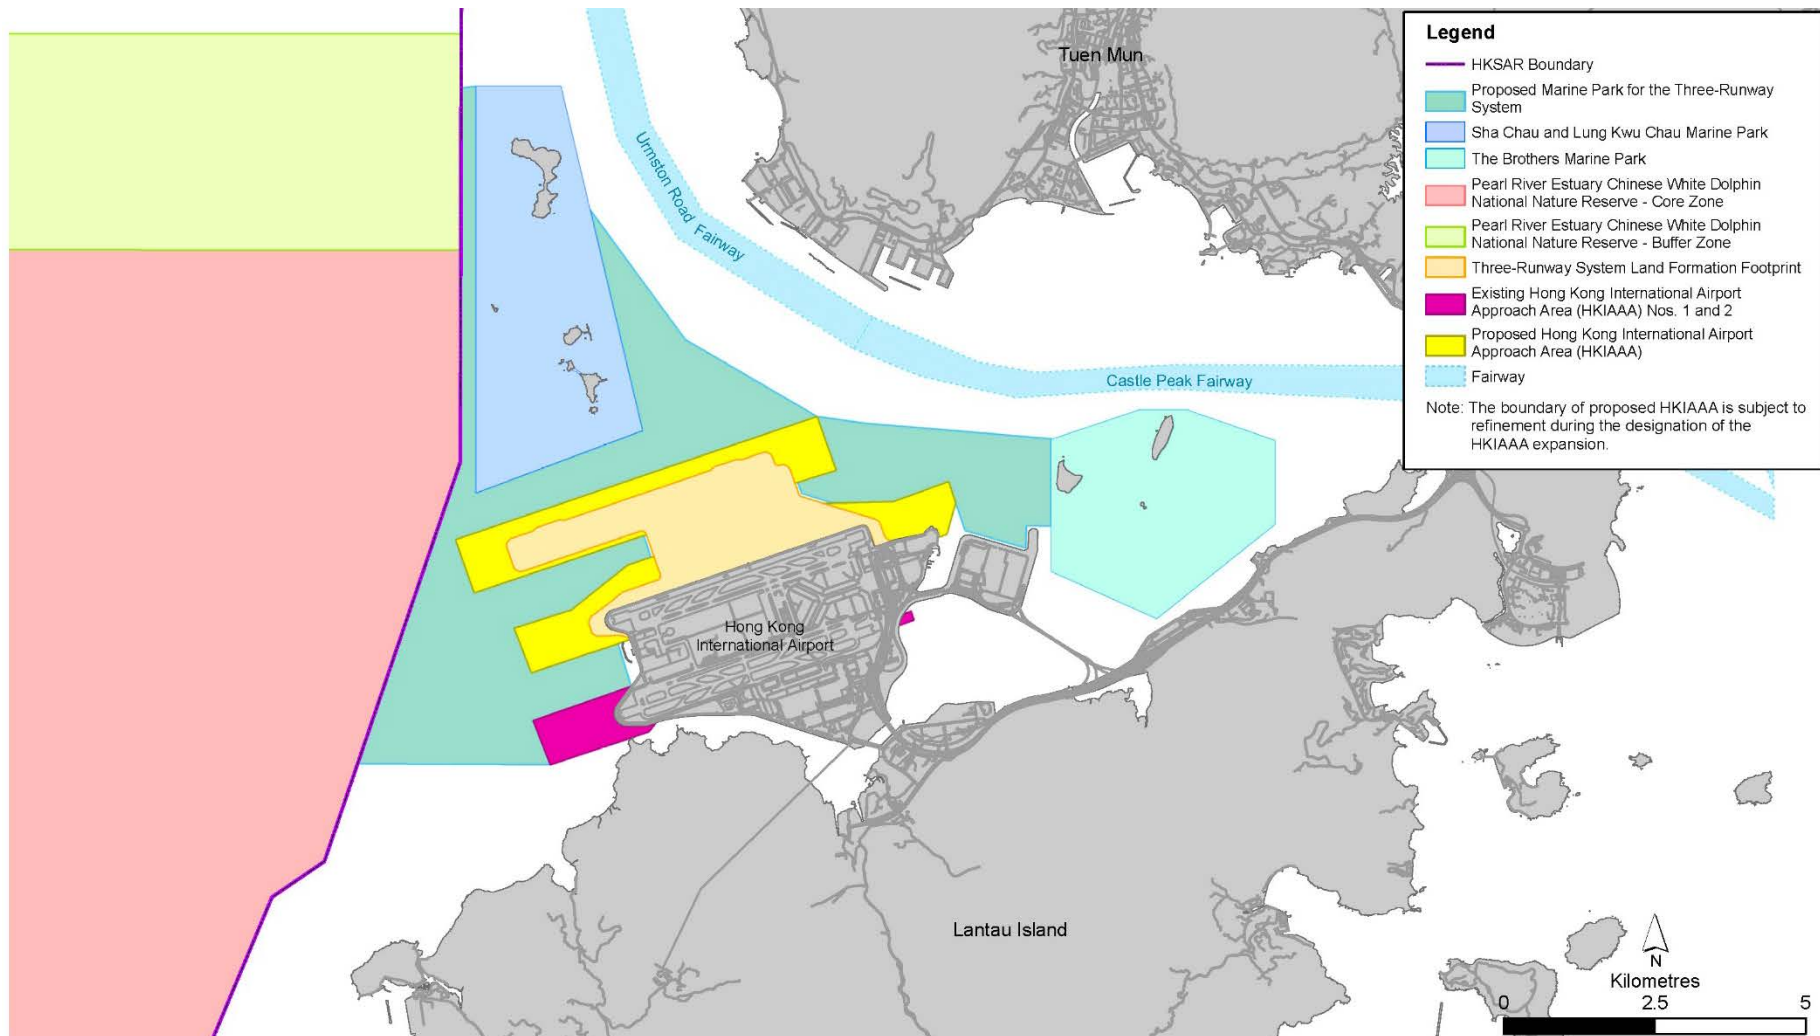 Tuen Mun
Urmston Road Fairway
Castle Peak Fairway
Hong Kong
International Airport
Lantau Island
Legend
HKSAR Boundary
Proposed Marine Park for the Three-Runway
System
Sha Chau and Lung Kwu Chau Marine Park
The Brothers Marine Park
Pearl River Estuary Chinese White Dolphin
National Nature Reserve - Core Zone
Pearl River Estuary Chinese White Dolphin
National Nature Reserve - Buffer Zone
Three-Runway System Land Formation Footprint
Existing Hong Kong International Airport
Approach Area (HKIAAA) Nos. 1 and 2
Proposed Hong Kong International Airport
Approach Area (HKIAAA)
Fairway
Note: The boundary of proposed HKIAAA is subject to
refinement during the designation of the
HKIAAA expansion.
N
Kilometres
0 2.5 5